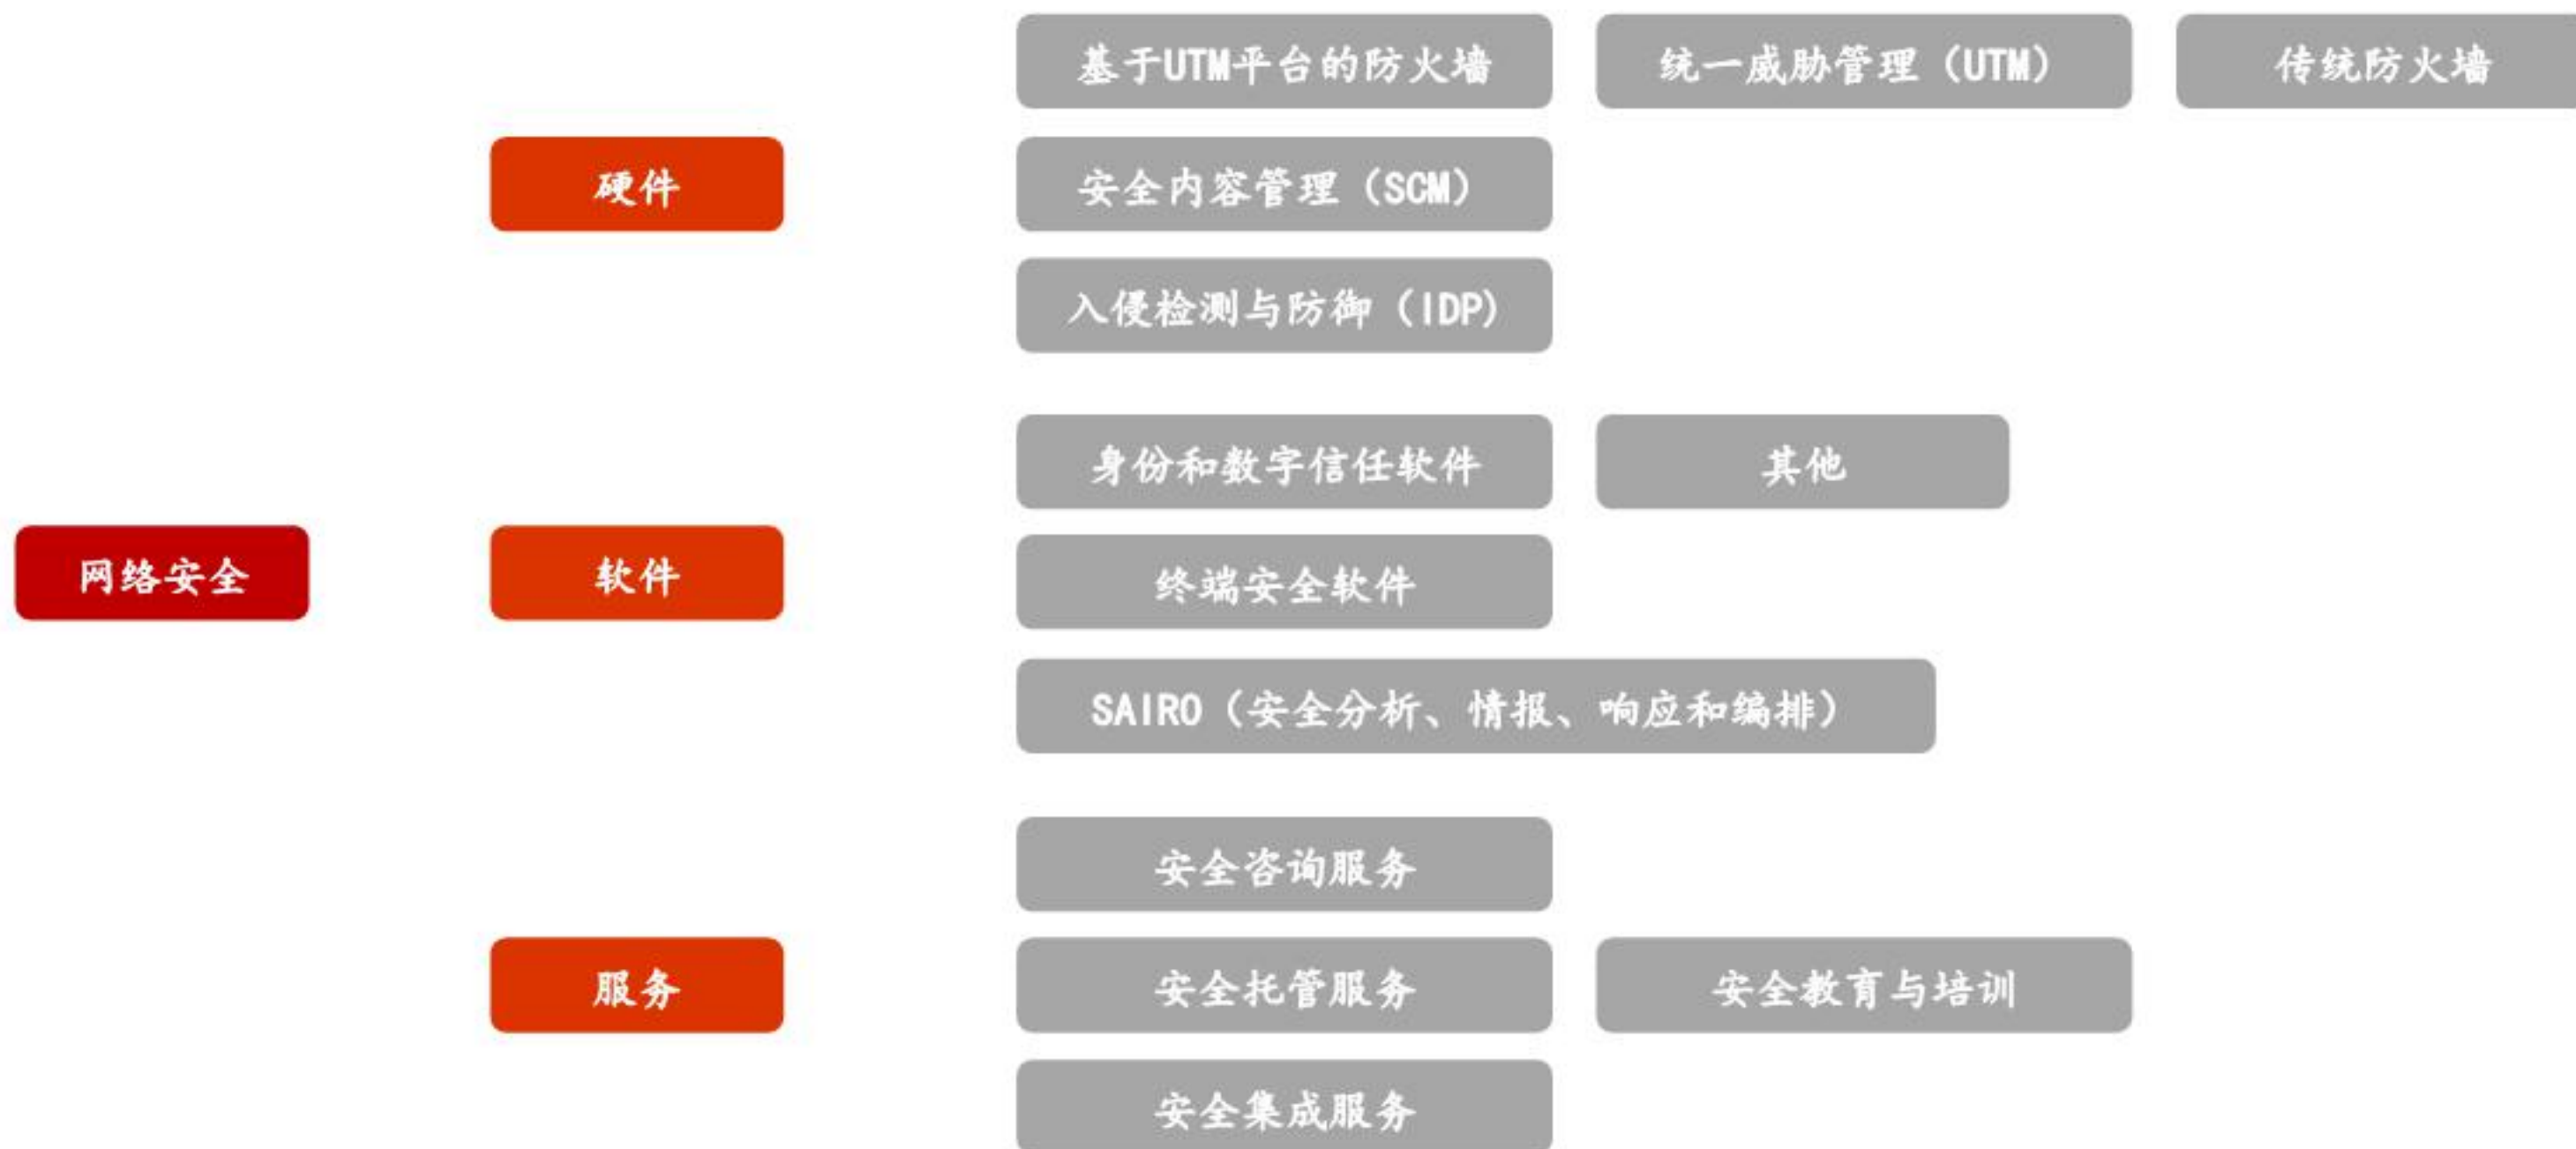 基于UTM平台的防火墙
统一威胁管理（UTM）
传统防火墙
硬件
安全内容管理（SCM）
入侵检测与防御（IDP)
身份和数字信任软件
其他
网络安全
软件
终端安全软件
SAIRO（安全分析、情报、响应和编排）
安全咨询服务
服务
安全托管服务
安全教育与培训
安全集成服务